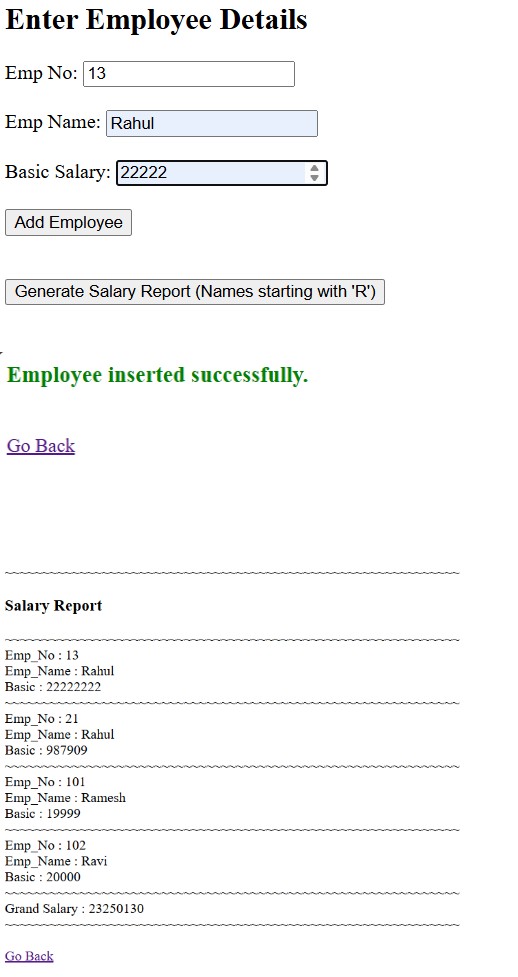 Enter Employee Details
Emp No: 13
Emp Name: Rahul
Basic Salary: 22222
Add Employee
Generate Salary Report (Names starting with 'R')
Employee inserted successfully.
Go Back
~~~~~~~~~~~~~~~~~~~~~~~~~~~~~~~~~~~~~~~~~~~~~~~~~~~~~~~~~
Salary Report
~~~~~~~~~~~~~~~~~~~~~~~~~~~~~~~~~~~~~~~~~~~~~~~~~~~~~~~~~
Emp_No : 13
Emp_Name : Rahul
Basic : 22222222
~~~~~~~~~~~~~~~~~~~~~~~~~~~~~~~~~~~~~~~~~~~~~~~~~~~~~~~~~
Emp_No : 21
Emp_Name : Rahul
Basic : 987909
~~~~~~~~~~~~~~~~~~~~~~~~~~~~~~~~~~~~~~~~~~~~~~~~~~~~~~~~~
Emp_No : 101
Emp_Name : Ramesh
Basic : 19999
~~~~~~~~~~~~~~~~~~~~~~~~~~~~~~~~~~~~~~~~~~~~~~~~~~~~~~~~~
Emp_No : 102
Emp_Name : Ravi
Basic : 20000
~~~~~~~~~~~~~~~~~~~~~~~~~~~~~~~~~~~~~~~~~~~~~~~~~~~~~~~~~
Grand Salary : 23250130
~~~~~~~~~~~~~~~~~~~~~~~~~~~~~~~~~~~~~~~~~~~~~~~~~~~~~~~~~
Go Back